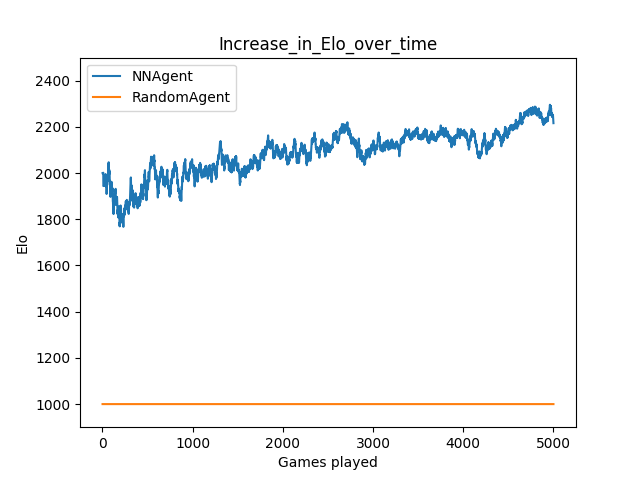 Increase_in_Elo_over_time
NNAgent
RandomAgent
2400
2200
2000
1800
1600
1400
1200
1000
Elo
0 1000 2000 3000 4000 5000
Games played